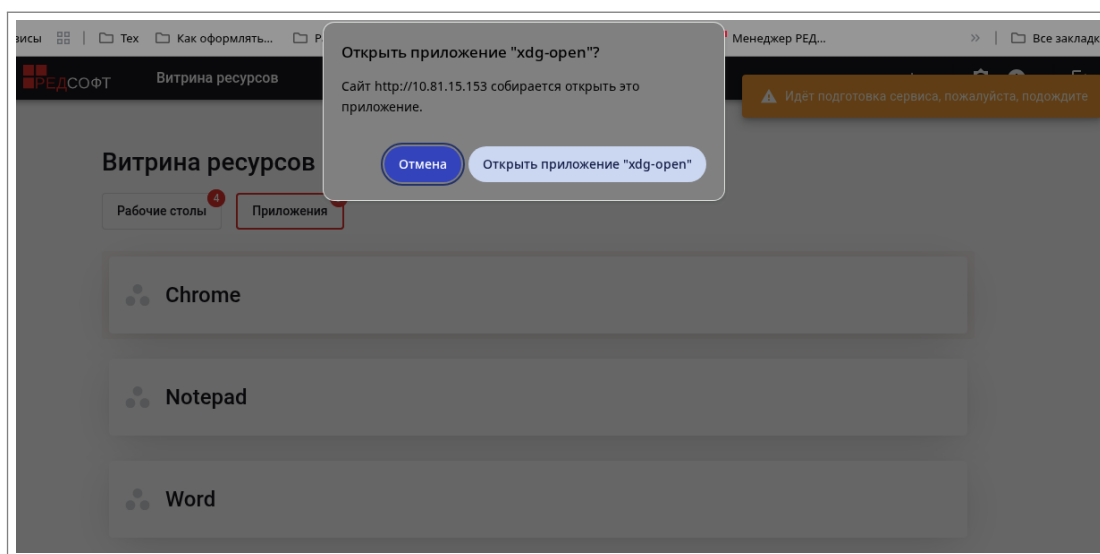 Тех
Как оформлять...
Менеджер РЕД...
»
Все заклад
РЕДСОФТ
Витрина ресурсов
Открыть приложение "xdg-open"?
Сайт http://10.81.15.153 собирается открыть это
приложение.
Отмена
Открыть приложение "xdg-open"
Идёт подготовка сервиса, пожалуйста, подождите
Витрина ресурсов
Рабочие столы
4
Приложения
Chrome
Notepad
Word